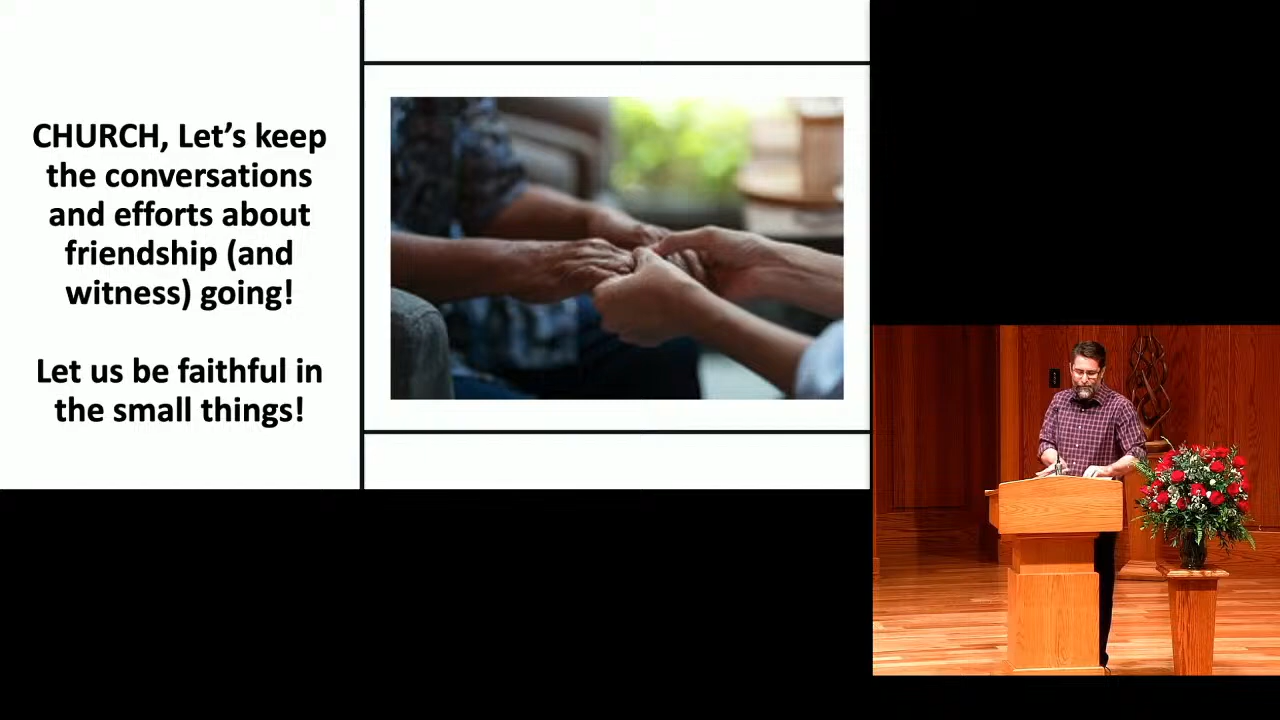 CHURCH, Let’s keep
the conversations
and efforts about
friendship (and
witness) going!
Let us be faithful in
the small things!